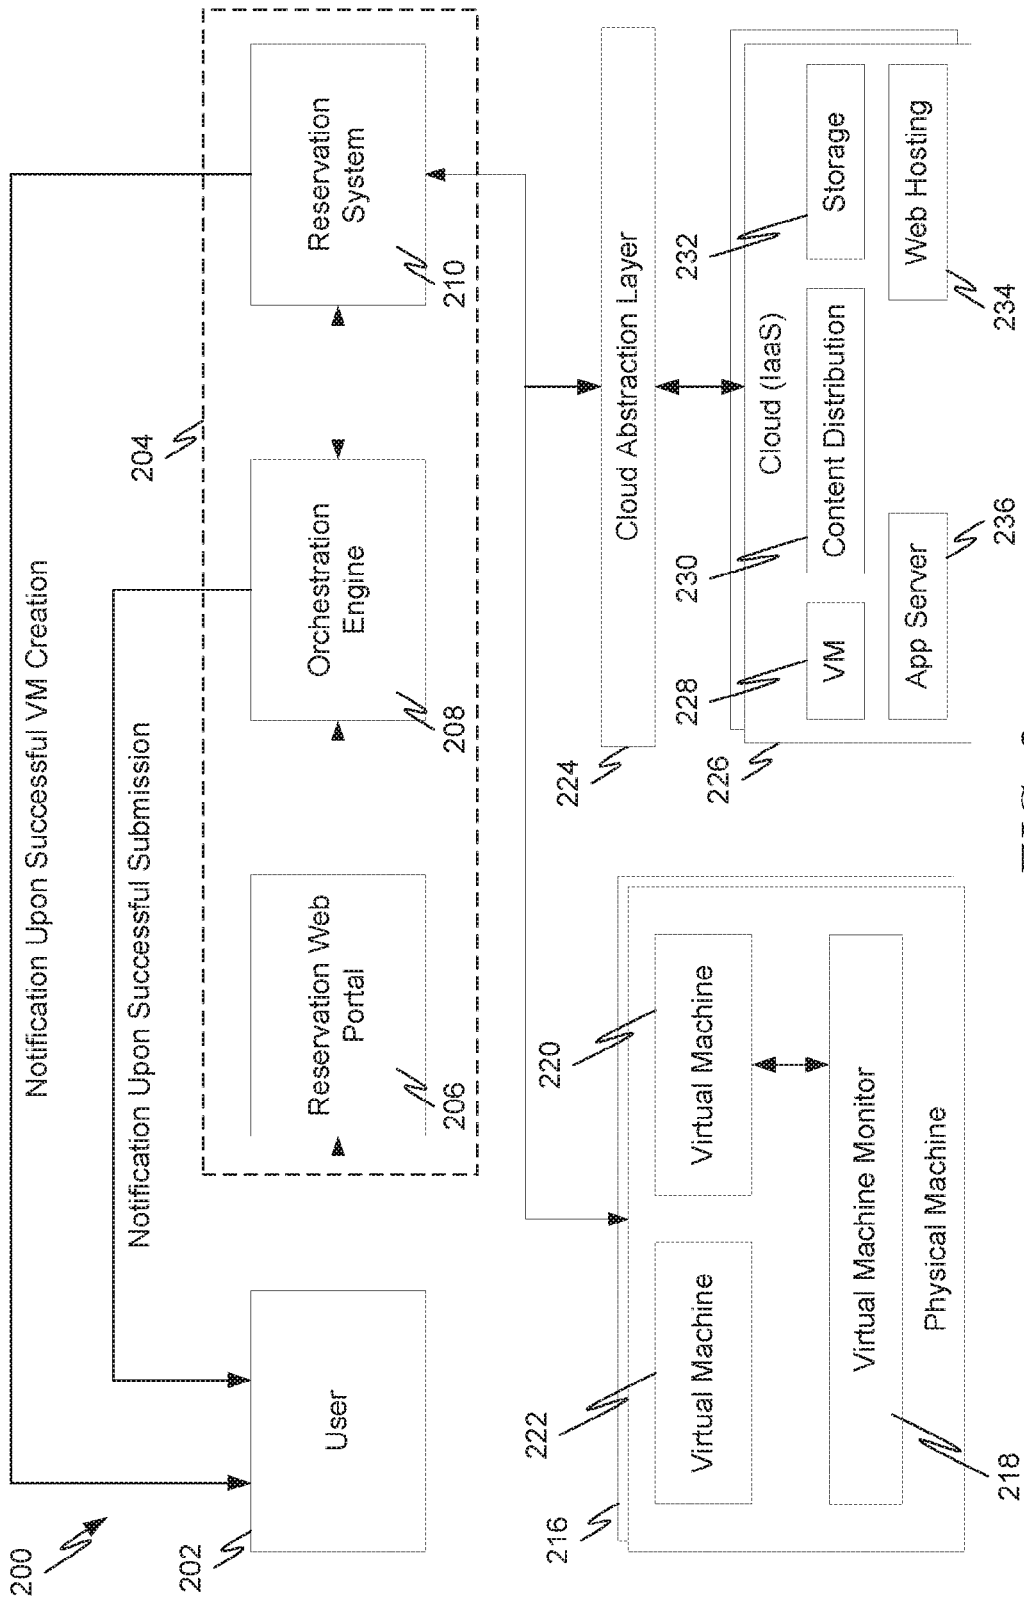 200
Notification Upon Successful VM Creation
Notification Upon Successful Submission
204
202
User
Reservation Web
Portal
206
Orchestration
Engine
208
Reservation
System
210
216
222
Virtual Machine
220
Virtual Machine
Virtual Machine Monitor
Physical Machine
218
224
Cloud Abstraction Layer
226
Cloud (IaaS)
228
VM
230
Content Distribution
232
Storage
App Server
236
Web Hosting
234